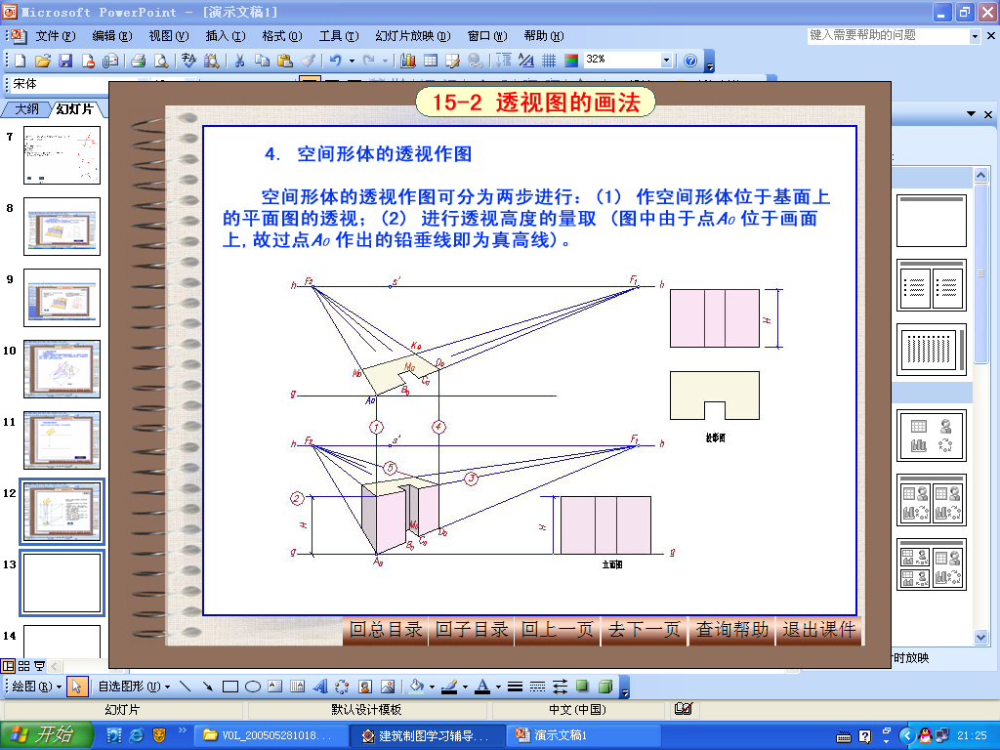 Microsoft PowerPoint - [演示文稿1]
文件(F) 编辑(E) 视图(V) 插入(I) 格式(O) 工具(T) 幻灯片放映(D) 窗口(W) 帮助(H)
键入需要帮助的问题
32%
宋体
大纲 幻灯片
7
8
9
10
11
12
13
14
15-2 透视图的画法
4. 空间形体的透视作图
空间形体的透视作图可分为两步进行：(1) 作空间形体位于基面上
的平面图的透视；(2) 进行透视高度的量取 (图中由于点A0 位于画面
上,故过点A0 作出的铅垂线即为真高线)。
h F2 s' F1 h
K0
N0 M0 D0
C0
B0
g A0
H
投影图
1 4
h F2 s' F1 h
5
3
2
H M0 D0 H
C0
B0
g A0 g
立面图
回总目录 回子目录 回上一页 去下一页 查询帮助 退出课件
时放映
绘图(R) 自选图形(U)
幻灯片 默认设计模板 中文(中国)
开始 VOL_200505281018... 建筑制图学习辅导... 演示文稿1 21:25